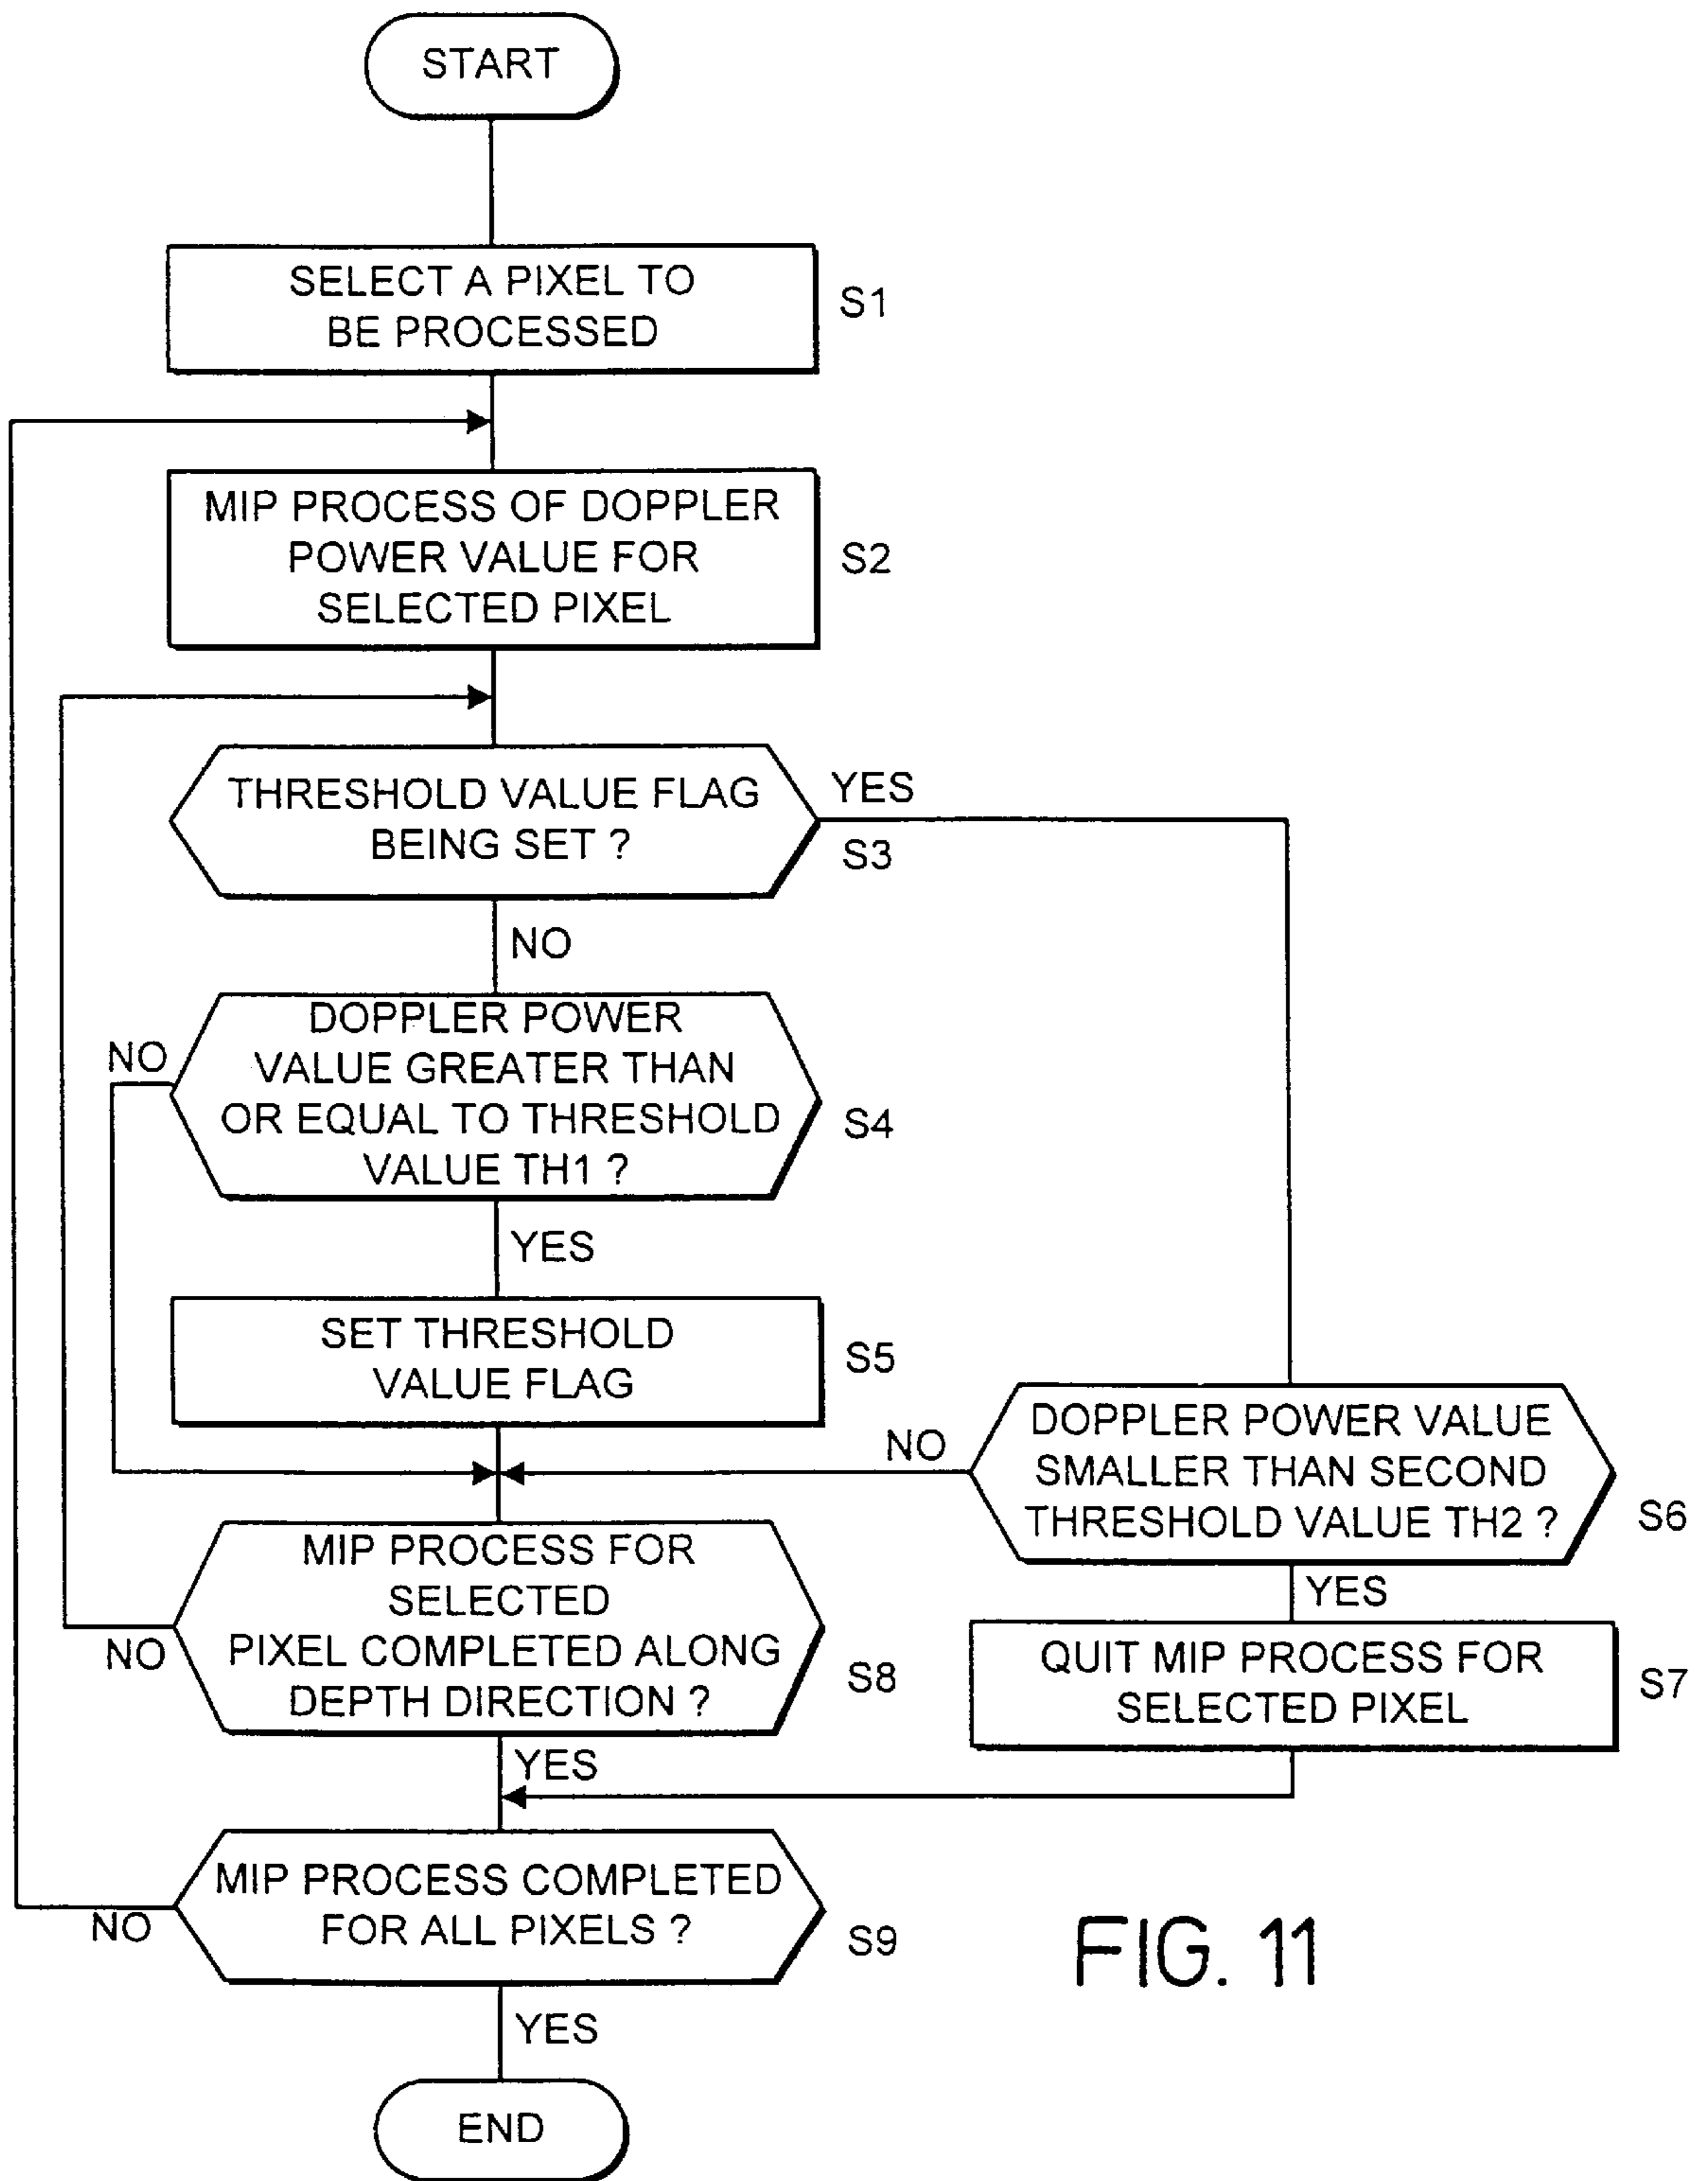 START
SELECT A PIXEL TO
BE PROCESSED
S1
MIP PROCESS OF DOPPLER
POWER VALUE FOR
SELECTED PIXEL
S2
THRESHOLD VALUE FLAG
BEING SET ?
YES
S3
NO
DOPPLER POWER
VALUE GREATER THAN
OR EQUAL TO THRESHOLD
VALUE TH1 ?
NO
S4
YES
SET THRESHOLD
VALUE FLAG
S5
DOPPLER POWER VALUE
SMALLER THAN SECOND
THRESHOLD VALUE TH2 ?
NO
S6
YES
QUIT MIP PROCESS FOR
SELECTED PIXEL
S7
MIP PROCESS FOR
SELECTED
PIXEL COMPLETED ALONG
DEPTH DIRECTION ?
NO
S8
YES
MIP PROCESS COMPLETED
FOR ALL PIXELS ?
NO
S9
YES
END
FIG. 11